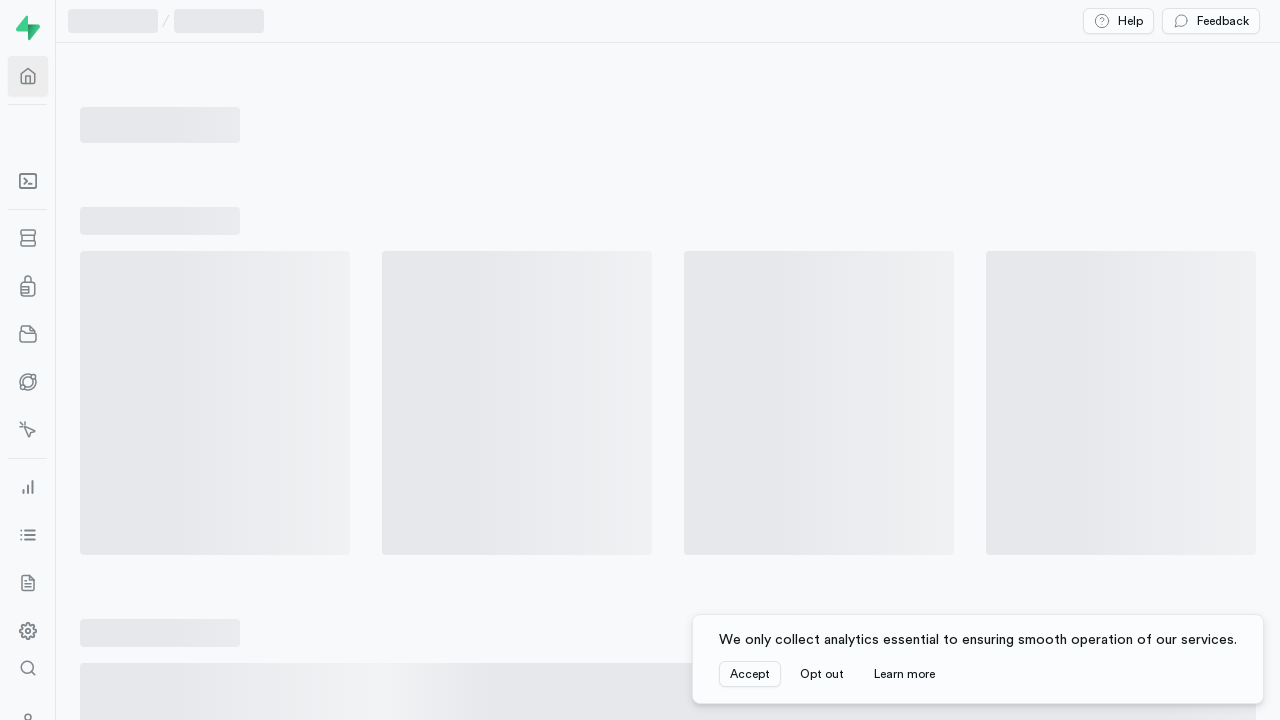 /
Help
Feedback
We only collect analytics essential to ensuring smooth operation of our services.
Accept
Opt out
Learn more